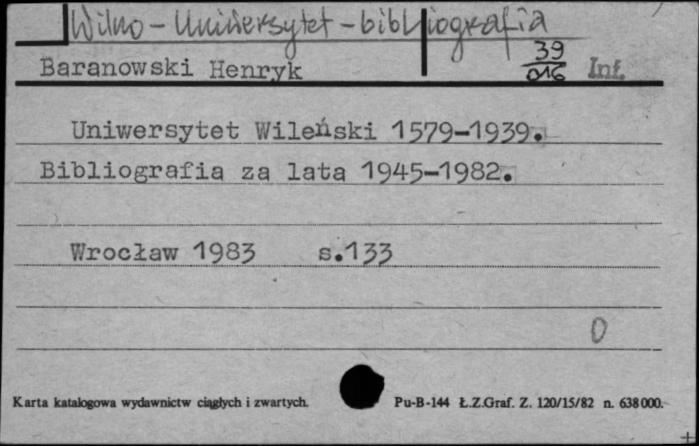 Wilno - Uniwersytet - bibliografia
Baranowski Henryk 39/016 Inf.
Uniwersytet Wileński 1579-1939.
Bibliografia za lata 1945-1982.
Wrocław 1983 s.133
0
Karta katalogowa wydawnictw ciągłych i zwartych. Pu-B-144 Ł.Z.Graf. Z. 120/15/82 n. 638000.